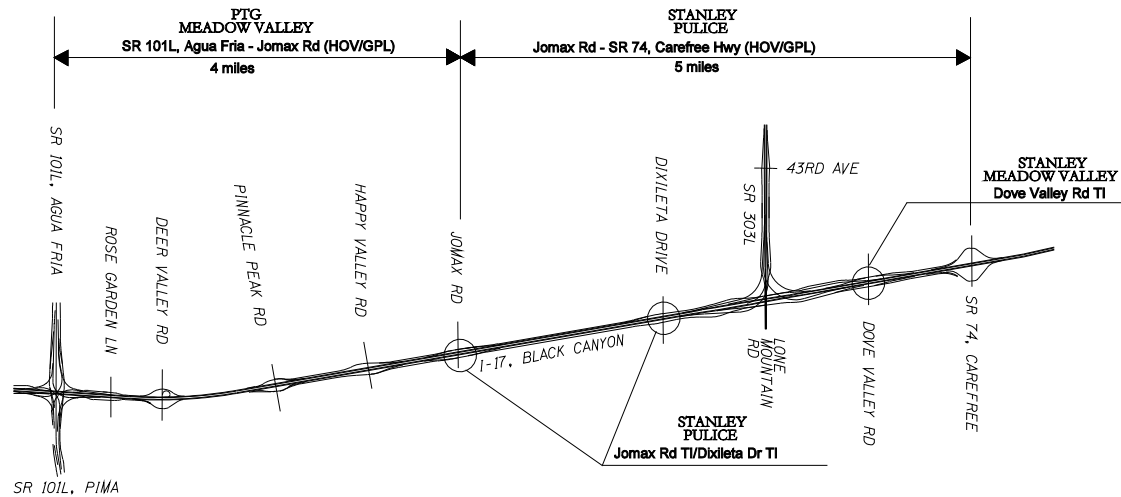 PTG
MEADOW VALLEY
SR 101L, Agua Fria - Jomax Rd (HOV/GPL)
4 miles
STANLEY
PULICE
Jomax Rd - SR 74, Carefree Hwy (HOV/GPL)
5 miles
SR 101L, AGUA FRIA
ROSE GARDEN LN
DEER VALLEY RD
PINNACLE PEAK RD
HAPPY VALLEY RD
JOMAX RD
DIXILETA DRIVE
SR 303L
43RD AVE
STANLEY
MEADOW VALLEY
Dove Valley Rd TI
I-17, BLACK CANYON
LONE
MOUNTAIN
RD
DOVE VALLEY RD
SR 74, CAREFREE
STANLEY
PULICE
Jomax Rd TI/Dixileta Dr TI
SR 101L, PIMA